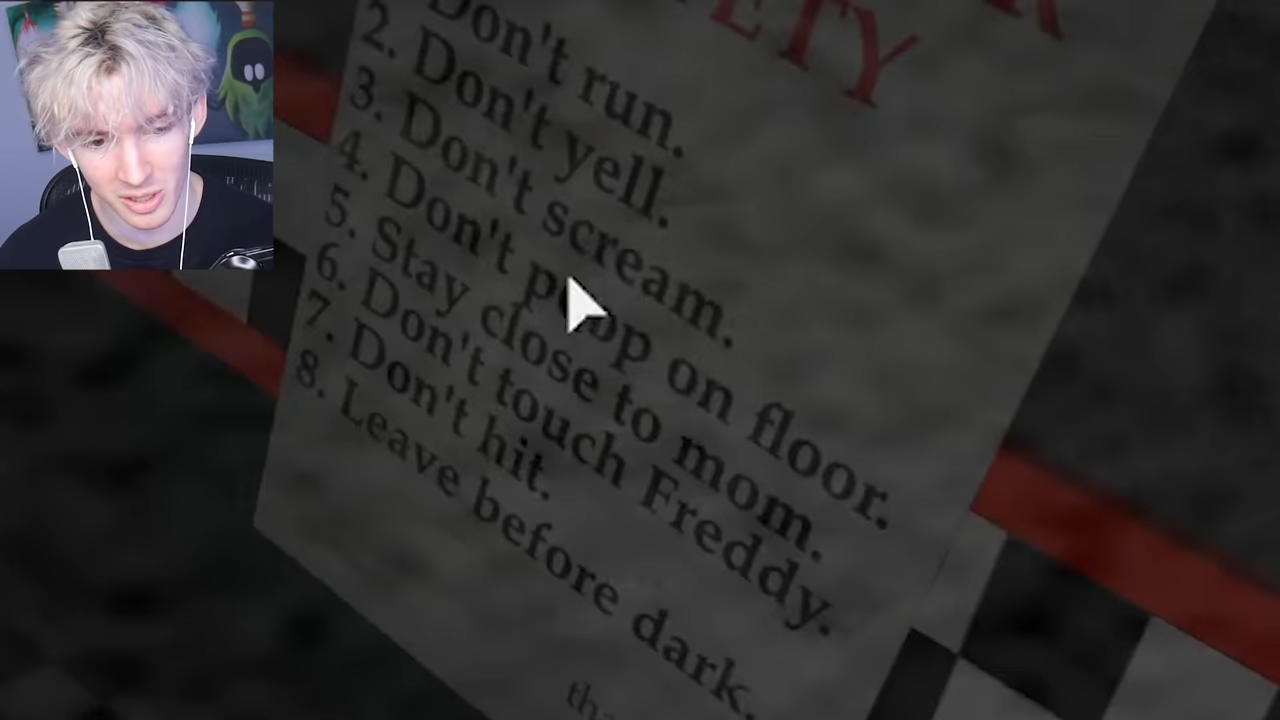 Don't run.
2. Don't yell.
3. Don't scream.
4. Don't poop on floor.
5. Stay close to mom.
6. Don't touch Freddy.
7. Don't hit.
8. Leave before dark.